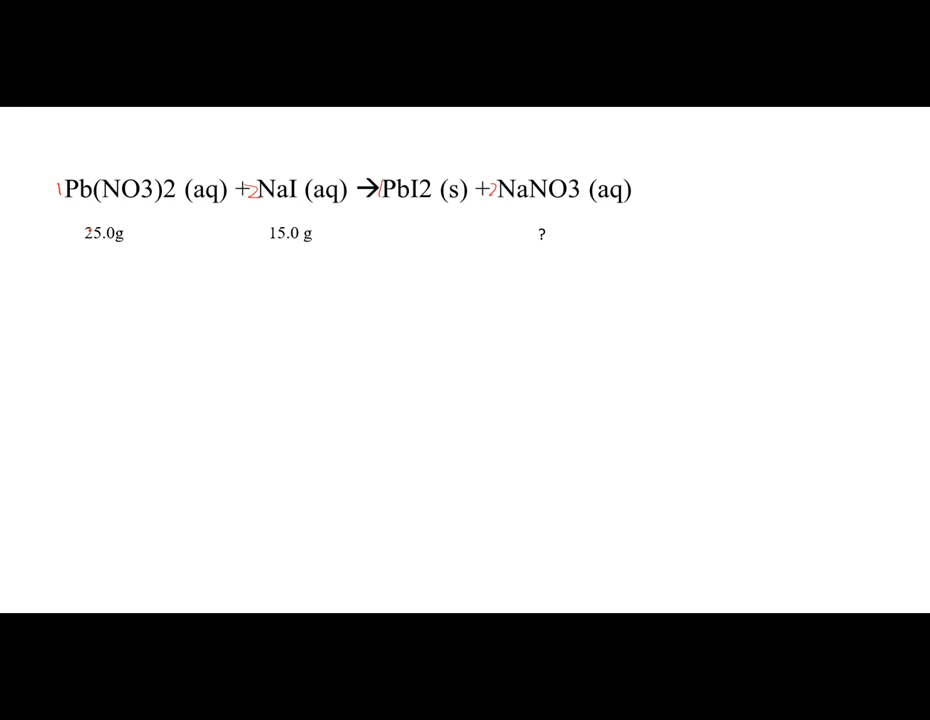 1Pb(NO3)2 (aq) + 2NaI (aq) → 1PbI2 (s) + 2NaNO3 (aq)
25.0g 15.0 g ?